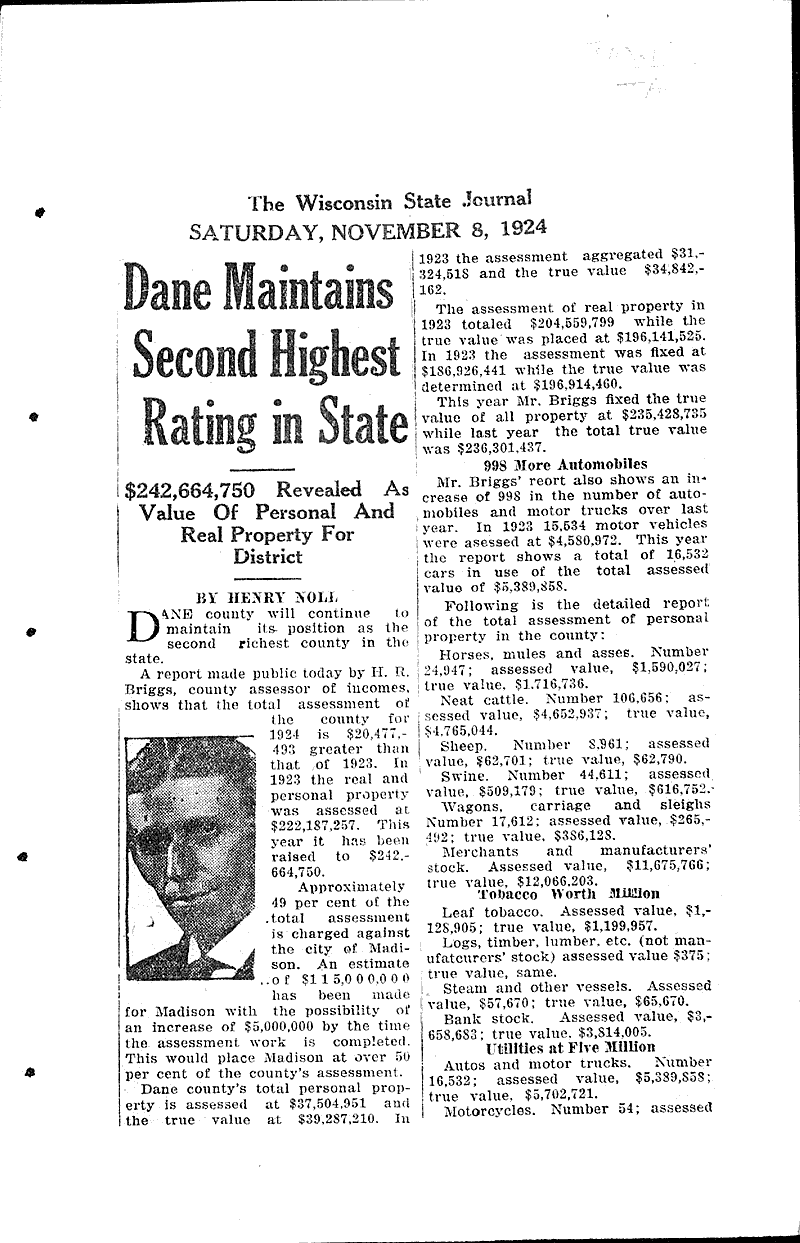 The Wisconsin State Journal
SATURDAY, NOVEMBER 8, 1924
Dane Maintains
Second Highest
Rating in State
$242,664,750 Revealed As
Value Of Personal And
Real Property For
District
BY HENRY NOLL
DANE county will continue to
maintain its position as the
second richest county in the
state.
A report made public today by H. R.
Briggs, county assessor of incomes,
shows that the total assessment of
the county for
1924 is $20,477,-
493 greater than
that of 1923. In
1923 the real and
personal property
was assessed at
$222,187,257. This
year it has been
raised to $242,-
664,750.
Approximately
49 per cent of the
total assessment
is charged against
the city of Madi-
son. An estimate
of $115,000,000
has been made
for Madison with the possibility of
an increase of $5,000,000 by the time
the assessment work is completed.
This would place Madison at over 50
per cent of the county's assessment.
Dane county's total personal prop-
erty is assessed at $37,504,951 and
the true value at $39,287,210. In
1923 the assessment aggregated $31,-
324,518 and the true value $34,842,-
162.
The assessment of real property in
1923 totaled $204,559,799 while the
true value was placed at $196,141,525.
In 1923 the assessment was fixed at
$186,926,441 while the true value was
determined at $196,914,460.
This year Mr. Briggs fixed the true
value of all property at $235,428,735
while last year the total true value
was $236,301,437.
998 More Automobiles
Mr. Briggs' reort also shows an in-
crease of 998 in the number of auto-
mobiles and motor trucks over last
year. In 1923 15,534 motor vehicles
were asessed at $4,580,972. This year
the report shows a total of 16,532
cars in use of the total assessed
value of $5,389,858.
Following is the detailed report
of the total assessment of personal
property in the county:
Horses, mules and asses. Number
24,947; assessed value, $1,590,027;
true value, $1.716,736.
Neat cattle. Number 106,656; as-
sessed value, $4,652,937; true value,
$4.765,044.
Sheep. Number 8,961; assessed
value, $62,701; true value, $62,790.
Swine. Number 44,611; assessed
value, $509,179; true value, $616,752.
Wagons, carriage and sleighs
Number 17,612; assessed value, $265,-
492; true value, $386,128.
Merchants and manufacturers'
stock. Assessed value, $11,675,766;
true value, $12,066,203.
Tobacco Worth Million
Leaf tobacco. Assessed value, $1,-
128,905; true value, $1,199,957.
Logs, timber, lumber, etc. (not man-
ufatcurers' stock) assessed value $375;
true value, same.
Steam and other vessels. Assessed
value, $57,670; true value, $65,670.
Bank stock. Assessed value, $3,-
658,683; true value, $3,814,005.
Utilities at Five Million
Autos and motor trucks. Number
16,532; assessed value, $5,389,858;
true value, $5,702,721.
Motorcycles. Number 54; assessed